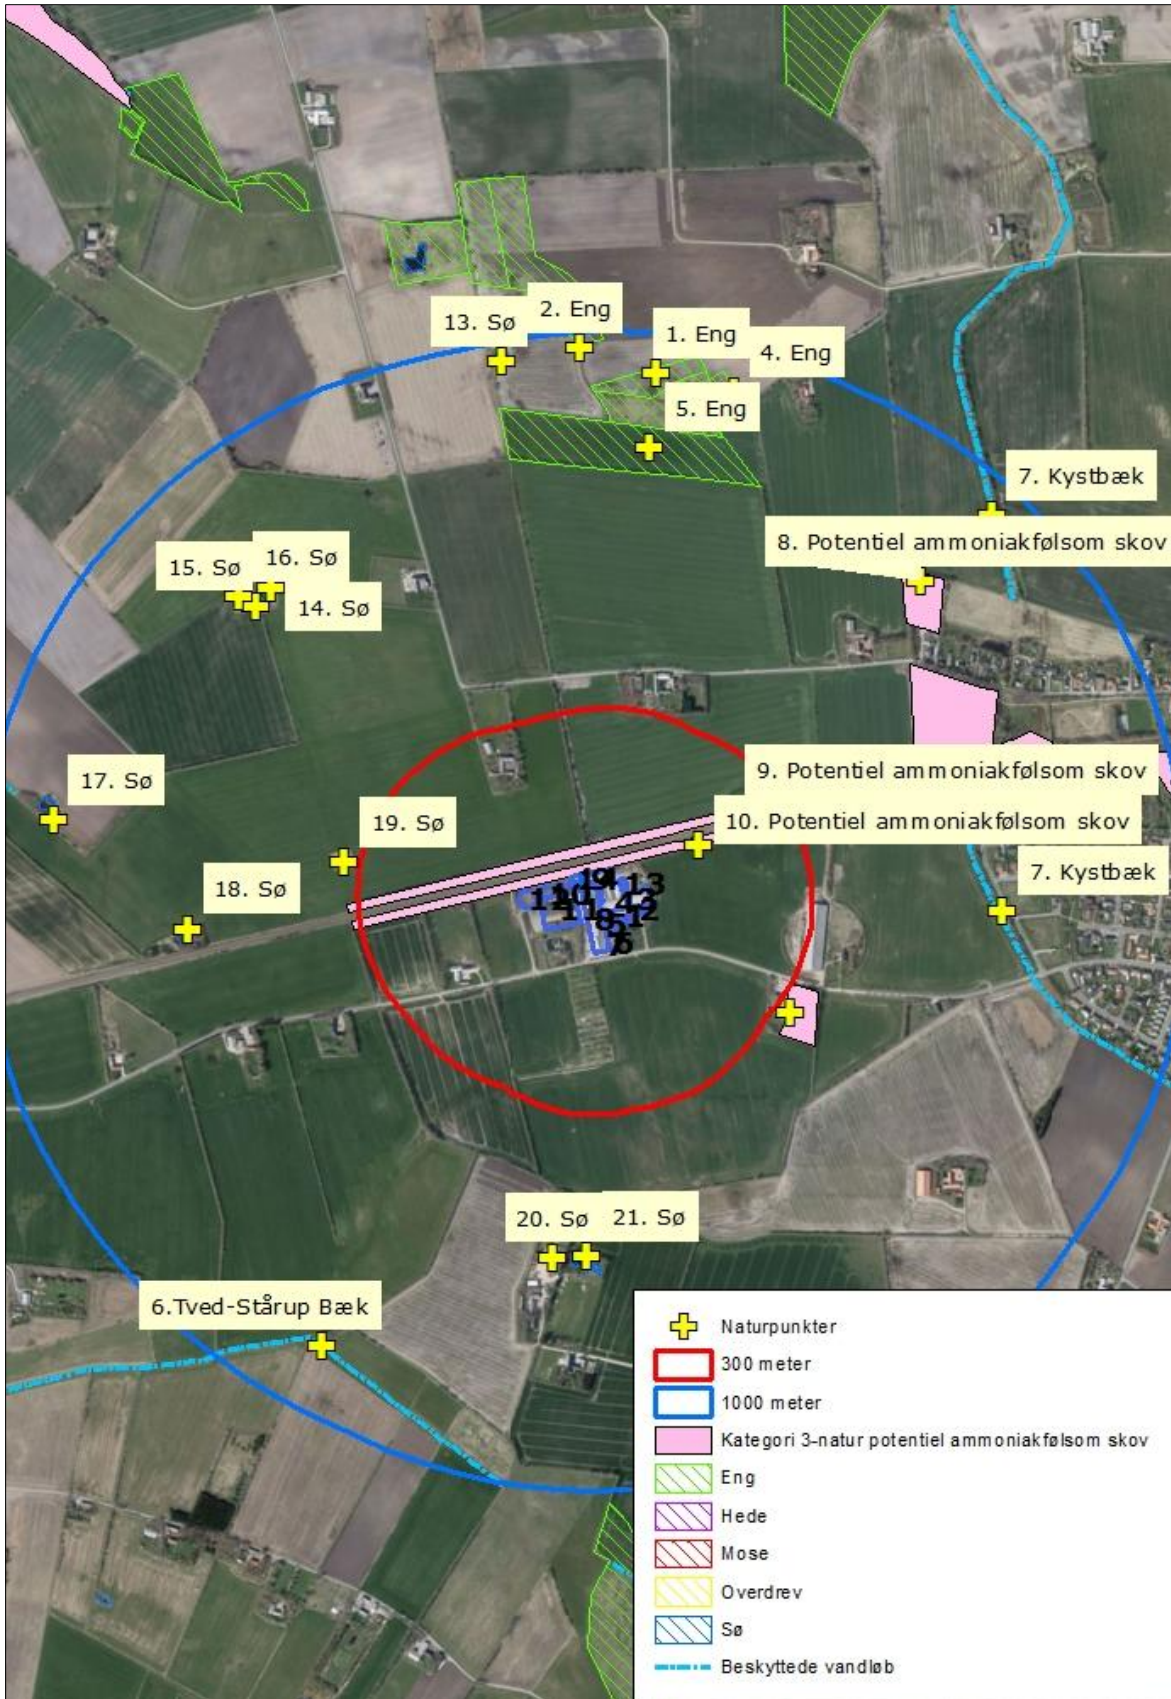 2. Eng
13. Sø
1. Eng
4. Eng
5. Eng
7. Kystbæk
8. Potentiel ammoniakfølsom skov
16. Sø
15. Sø
14. Sø
17. Sø
9. Potentiel ammoniakfølsom skov
19. Sø
10. Potentiel ammoniakfølsom skov
18. Sø
7. Kystbæk
20. Sø
21. Sø
6.Tved-Stårup Bæk
Naturpunkter
300 meter
1000 meter
Kategori 3-natur potentiel ammoniakfølsom skov
Eng
Hede
Mose
Overdrev
Sø
Beskyttede vandløb